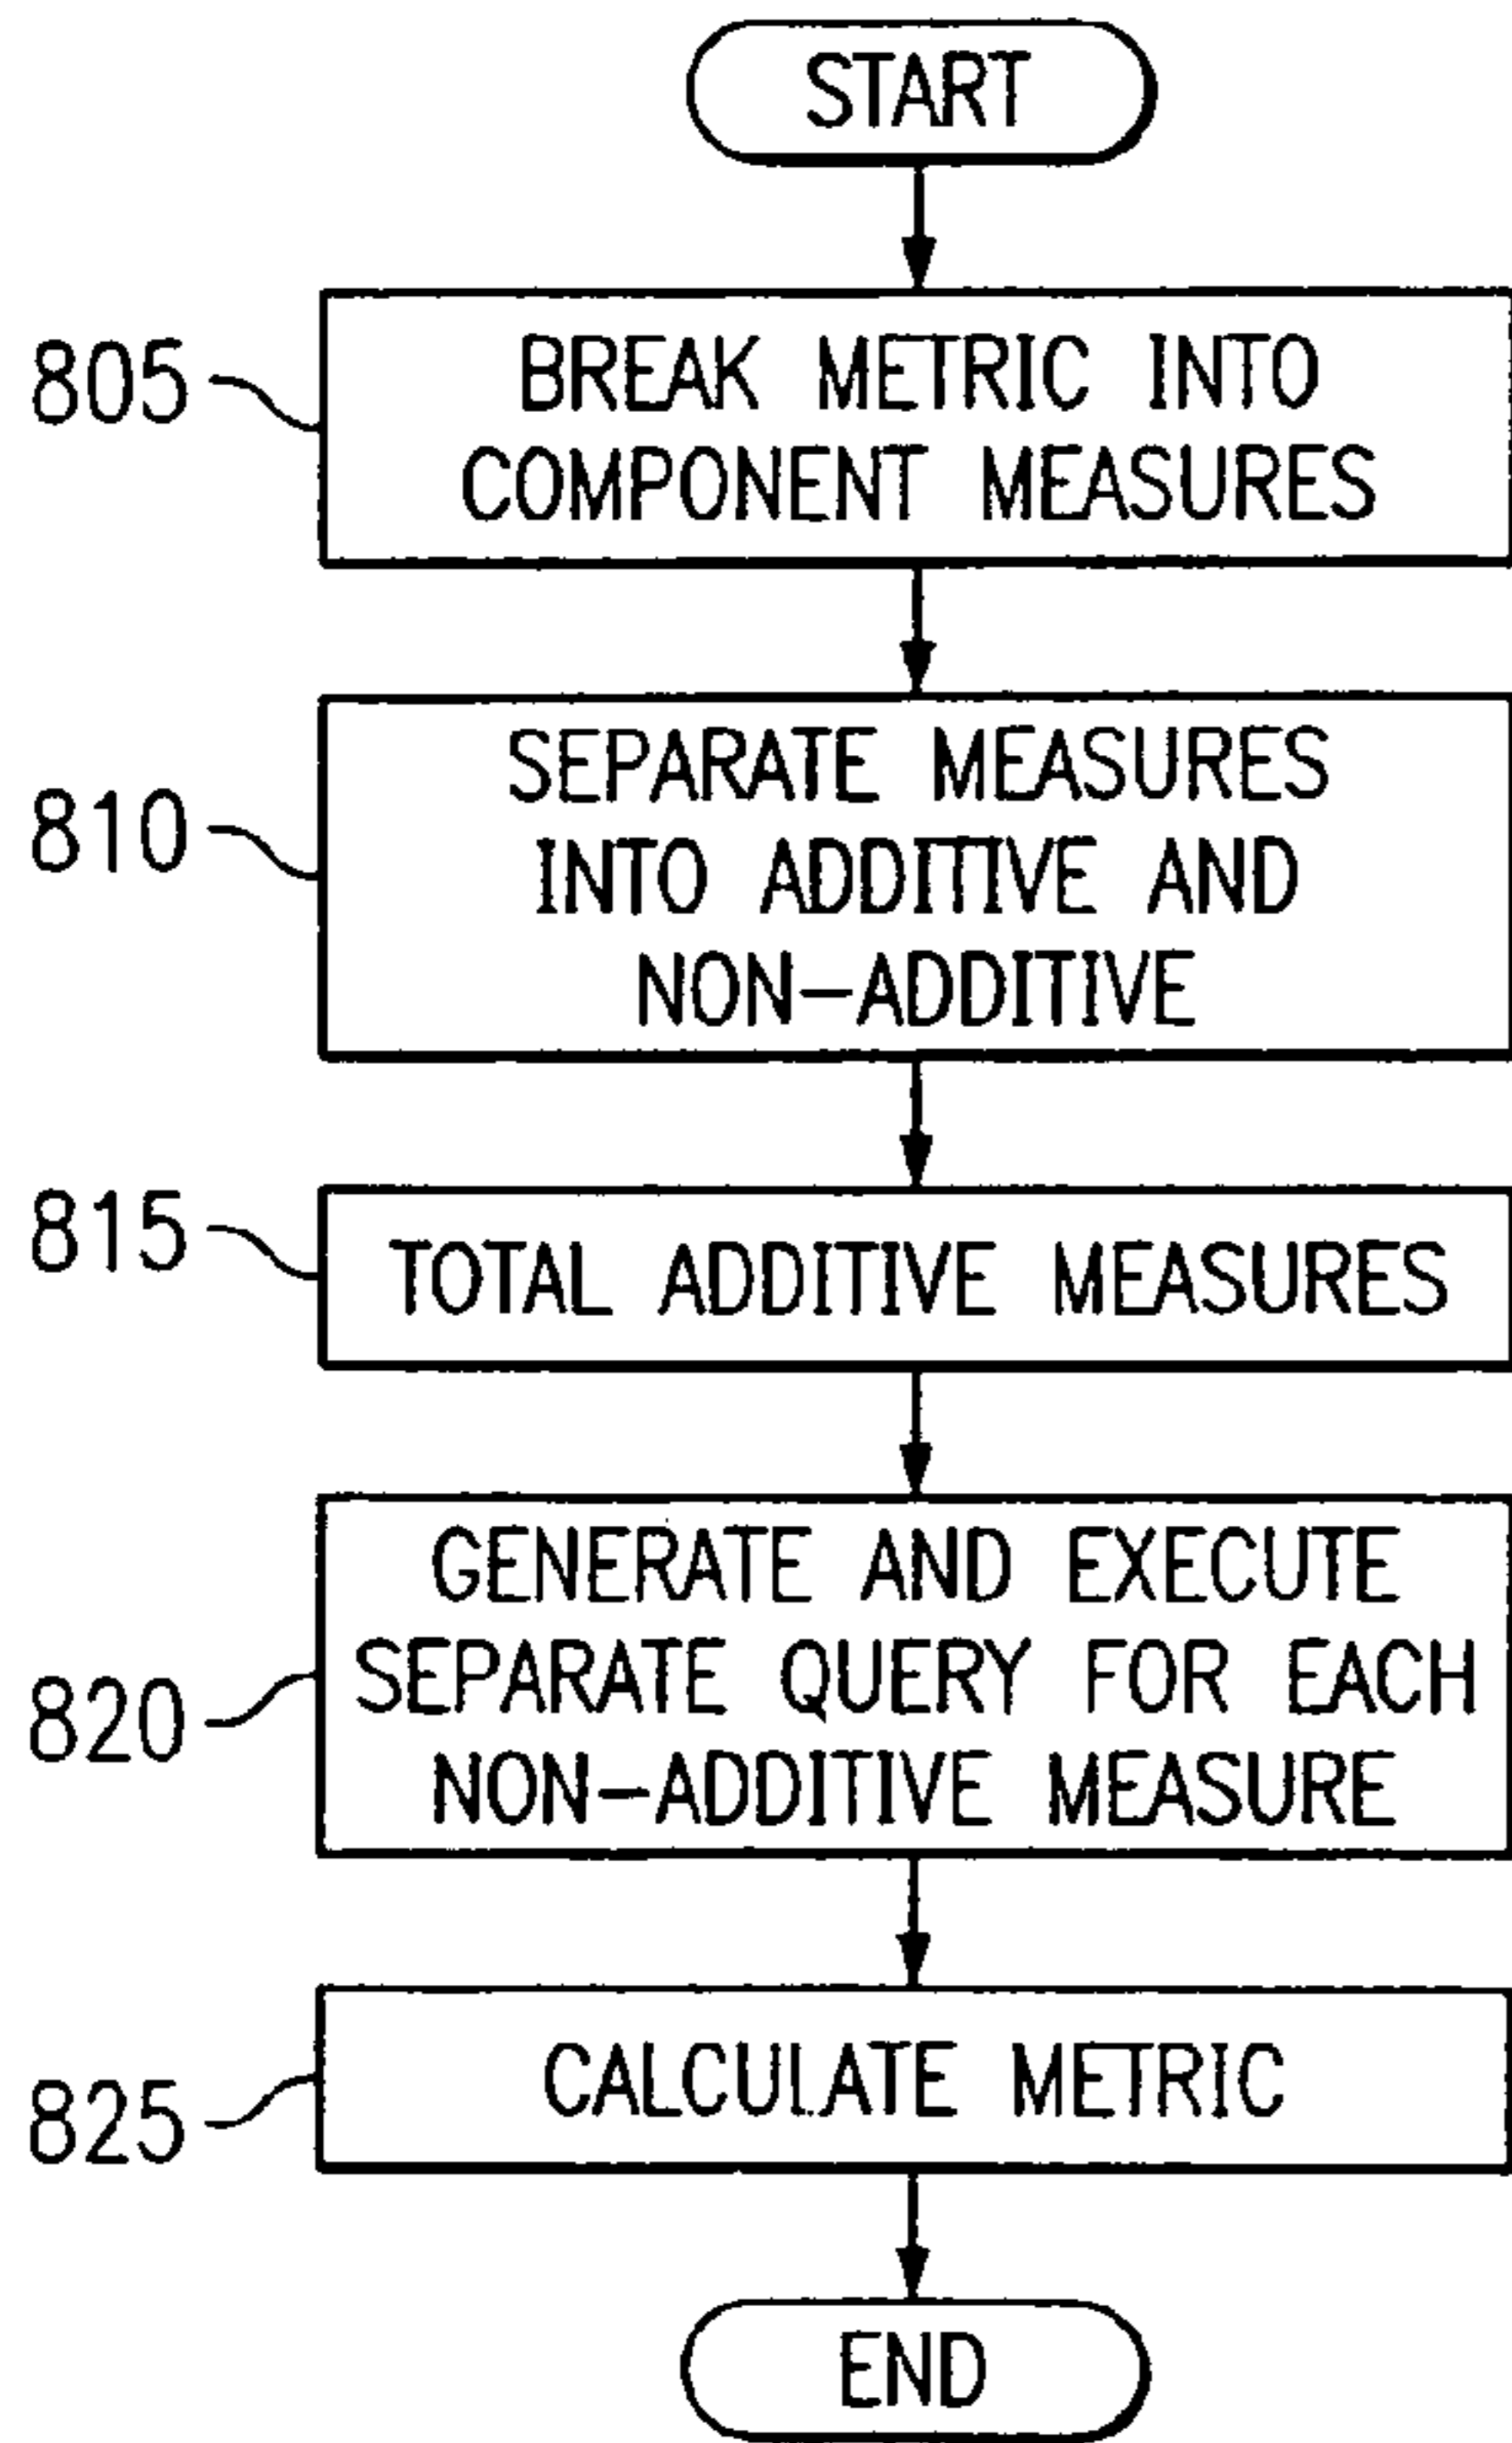 START
805
BREAK METRIC INTO
COMPONENT MEASURES
810
SEPARATE MEASURES
INTO ADDITIVE AND
NON-ADDITIVE
815
TOTAL ADDITIVE MEASURES
820
GENERATE AND EXECUTE
SEPARATE QUERY FOR EACH
NON-ADDITIVE MEASURE
825
CALCULATE METRIC
END